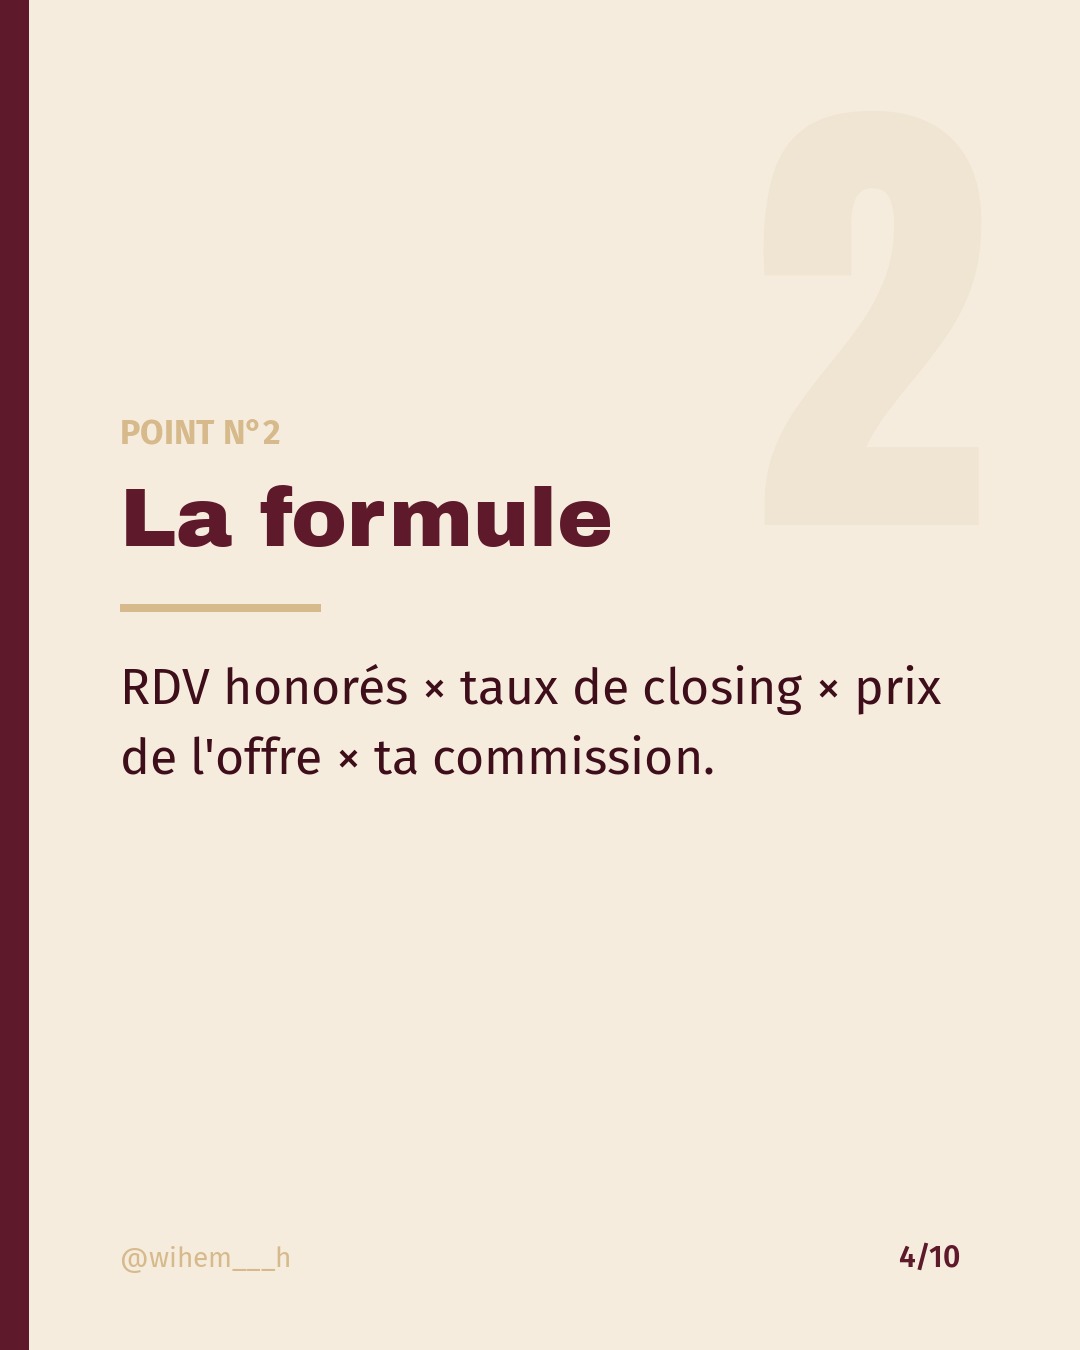 2
POINT N°2
La formule
RDV honorés × taux de closing × prix
de l'offre × ta commission.
@wihem___h
4/10